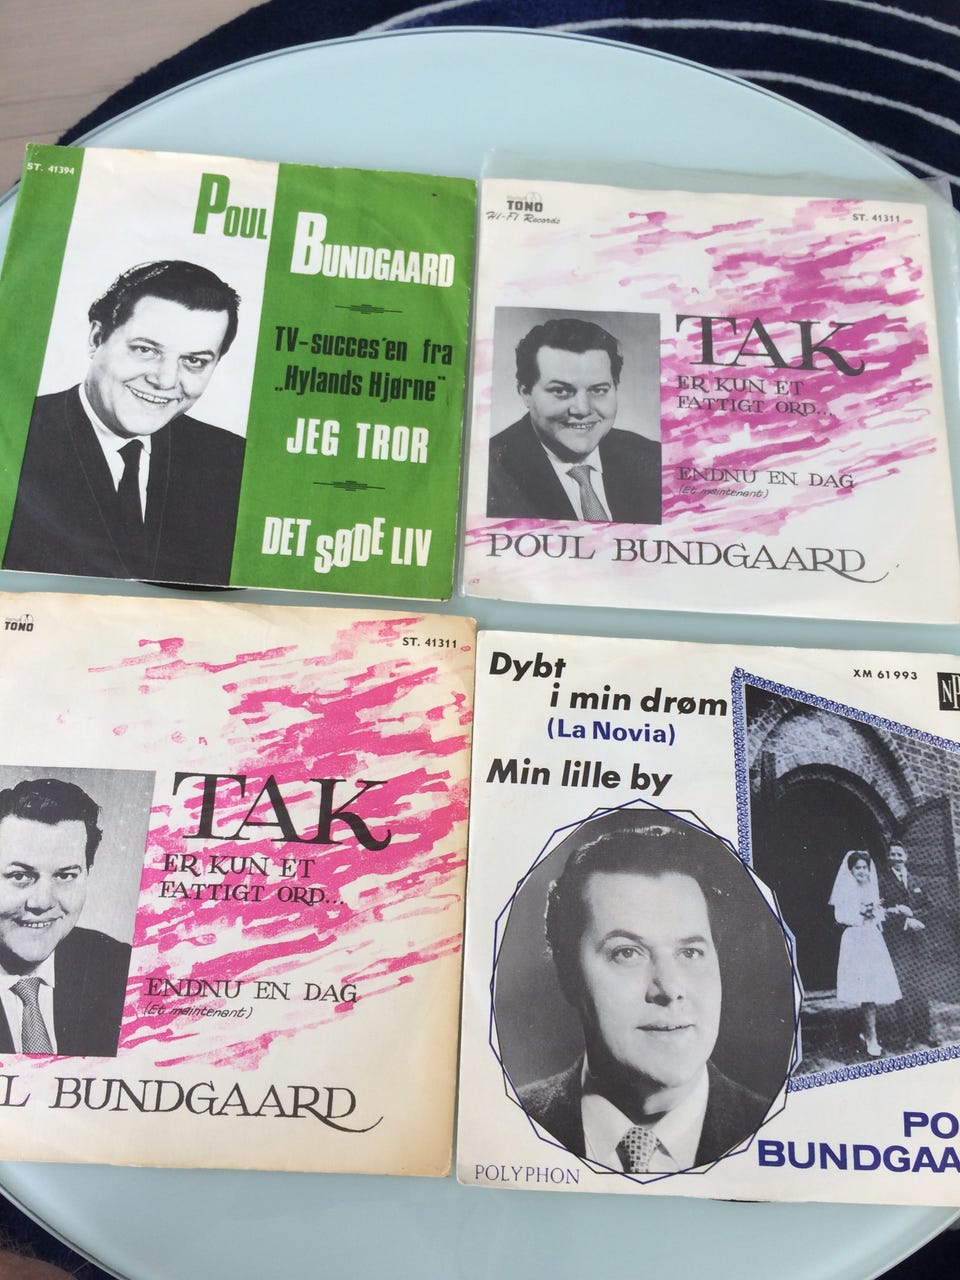 ST. 41394
POUL
BUNDGAARD
TV-succes'en fra
„Hylands Hjørne"
JEG TROR
DET SØDE LIV
TONO
Hi-Fi Records
ST. 41311
TAK
ER KUN ET
FATTIGT ORD...
ENDNU EN DAG
(Et maintenant)
POUL BUNDGAARD
TONO
ST. 41311
TAK
ER KUN ET
FATTIGT ORD...
ENDNU EN DAG
(Et maintenant)
L BUNDGAARD
Dybt
i min drøm
(La Novia)
Min lille by
XM 61 993
NP
POLYPHON
PO
BUNDGAA